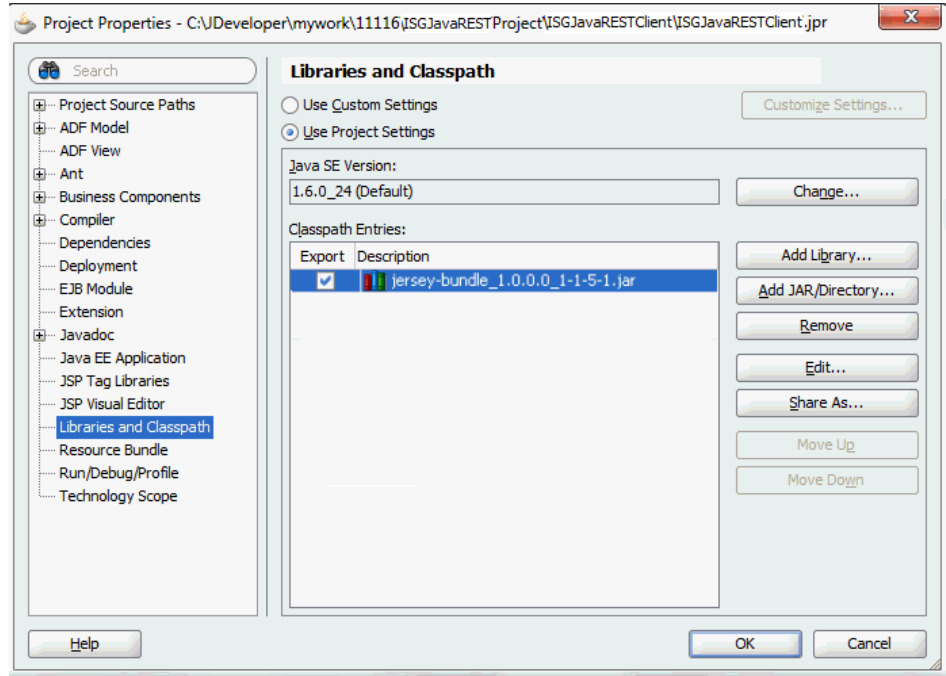 Project Properties - C:\JDeveloper\mywork\11116\ISGJavaRESTProject\ISGJavaRESTClient\ISGJavaRESTClient.jpr
Search
Project Source Paths
ADF Model
ADF View
Ant
Business Components
Compiler
Dependencies
Deployment
EJB Module
Extension
Javadoc
Java EE Application
JSP Tag Libraries
JSP Visual Editor
Libraries and Classpath
Resource Bundle
Run/Debug/Profile
Technology Scope
Libraries and Classpath
Use Custom Settings
Customize Settings...
Use Project Settings
Java SE Version:
1.6.0_24 (Default)
Change...
Classpath Entries:
Export Description
jersey-bundle_1.0.0.0_1-1-5-1.jar
Add Library...
Add JAR/Directory...
Remove
Edit...
Share As...
Move Up
Move Down
Help
OK
Cancel